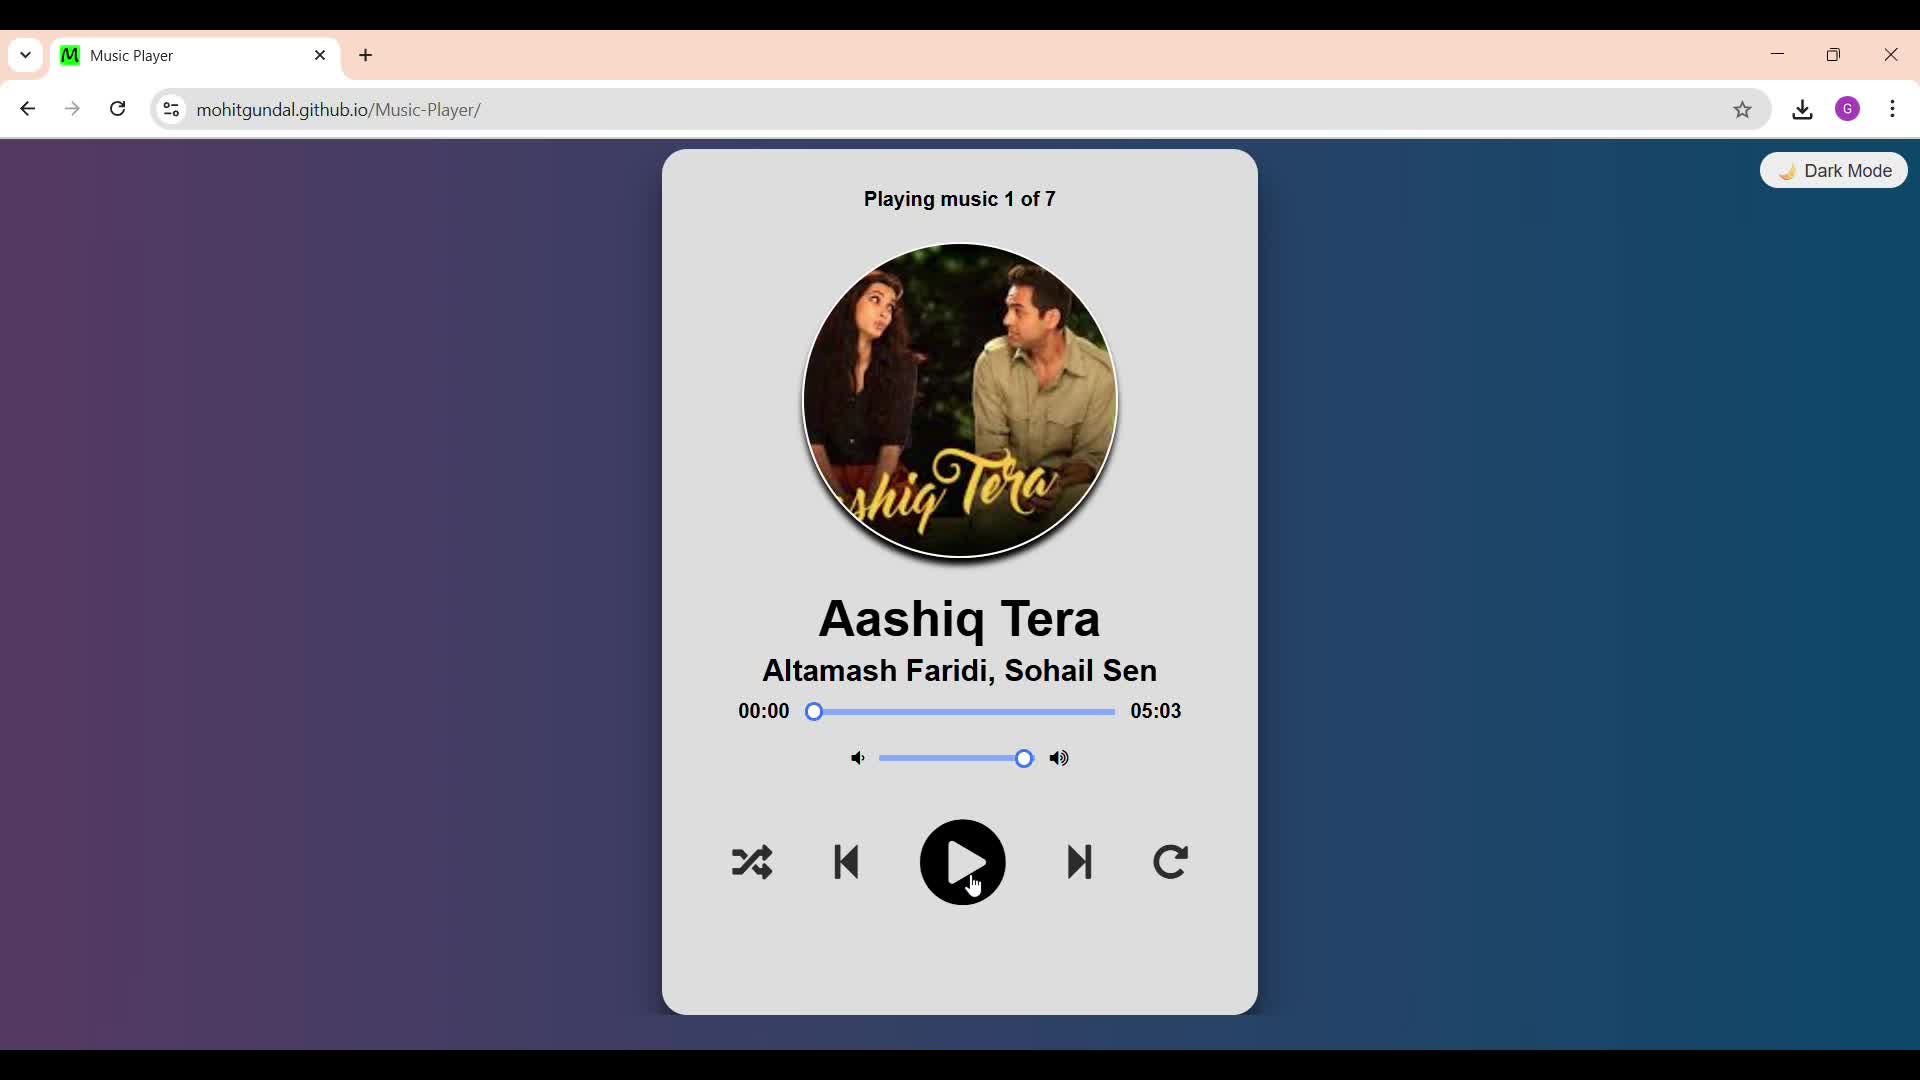 Music Player
mohitgundal.github.io/Music-Player/
G
🌙 Dark Mode
Playing music 1 of 7
shiq Tera
Aashiq Tera
Altamash Faridi, Sohail Sen
00:00 05:03